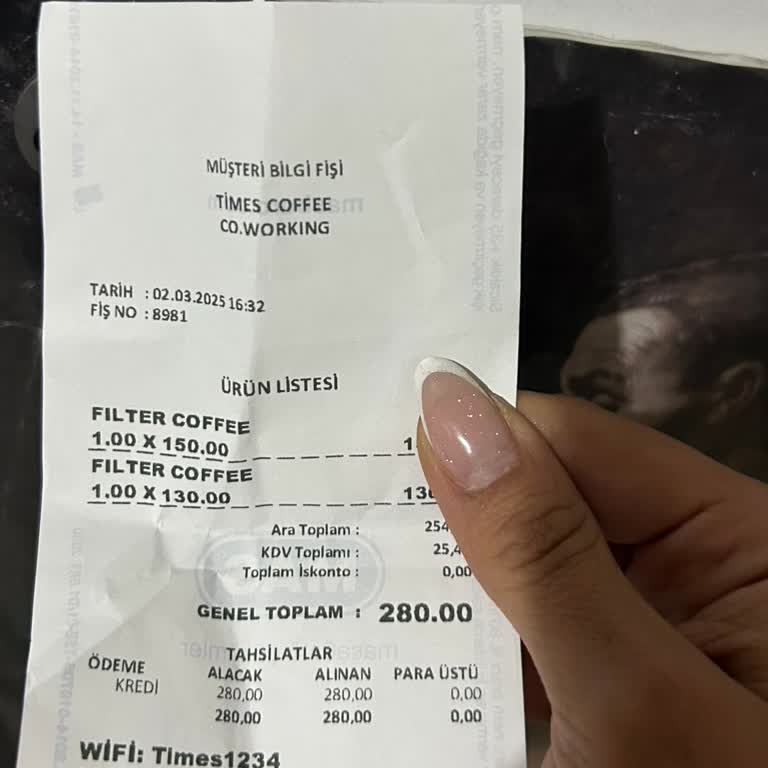 MÜŞTERİ BİLGİ FİŞİ
TİMES COFFEE
CO.WORKING
TARİH : 02.03.2025 16:32
FİŞ NO : 8981
ÜRÜN LİSTESİ
FILTER COFFEE
1.00 X 150.00
FILTER COFFEE
1.00 X 130.00
Ara Toplam :
KDV Toplamı :
Toplam İskonto : 0,00
GENEL TOPLAM : 280.00
TAHSİLATLAR
ÖDEME ALACAK ALINAN PARA ÜSTÜ
KREDİ 280,00 280,00 0,00
280,00 280,00 0,00
WİFİ: Times1234